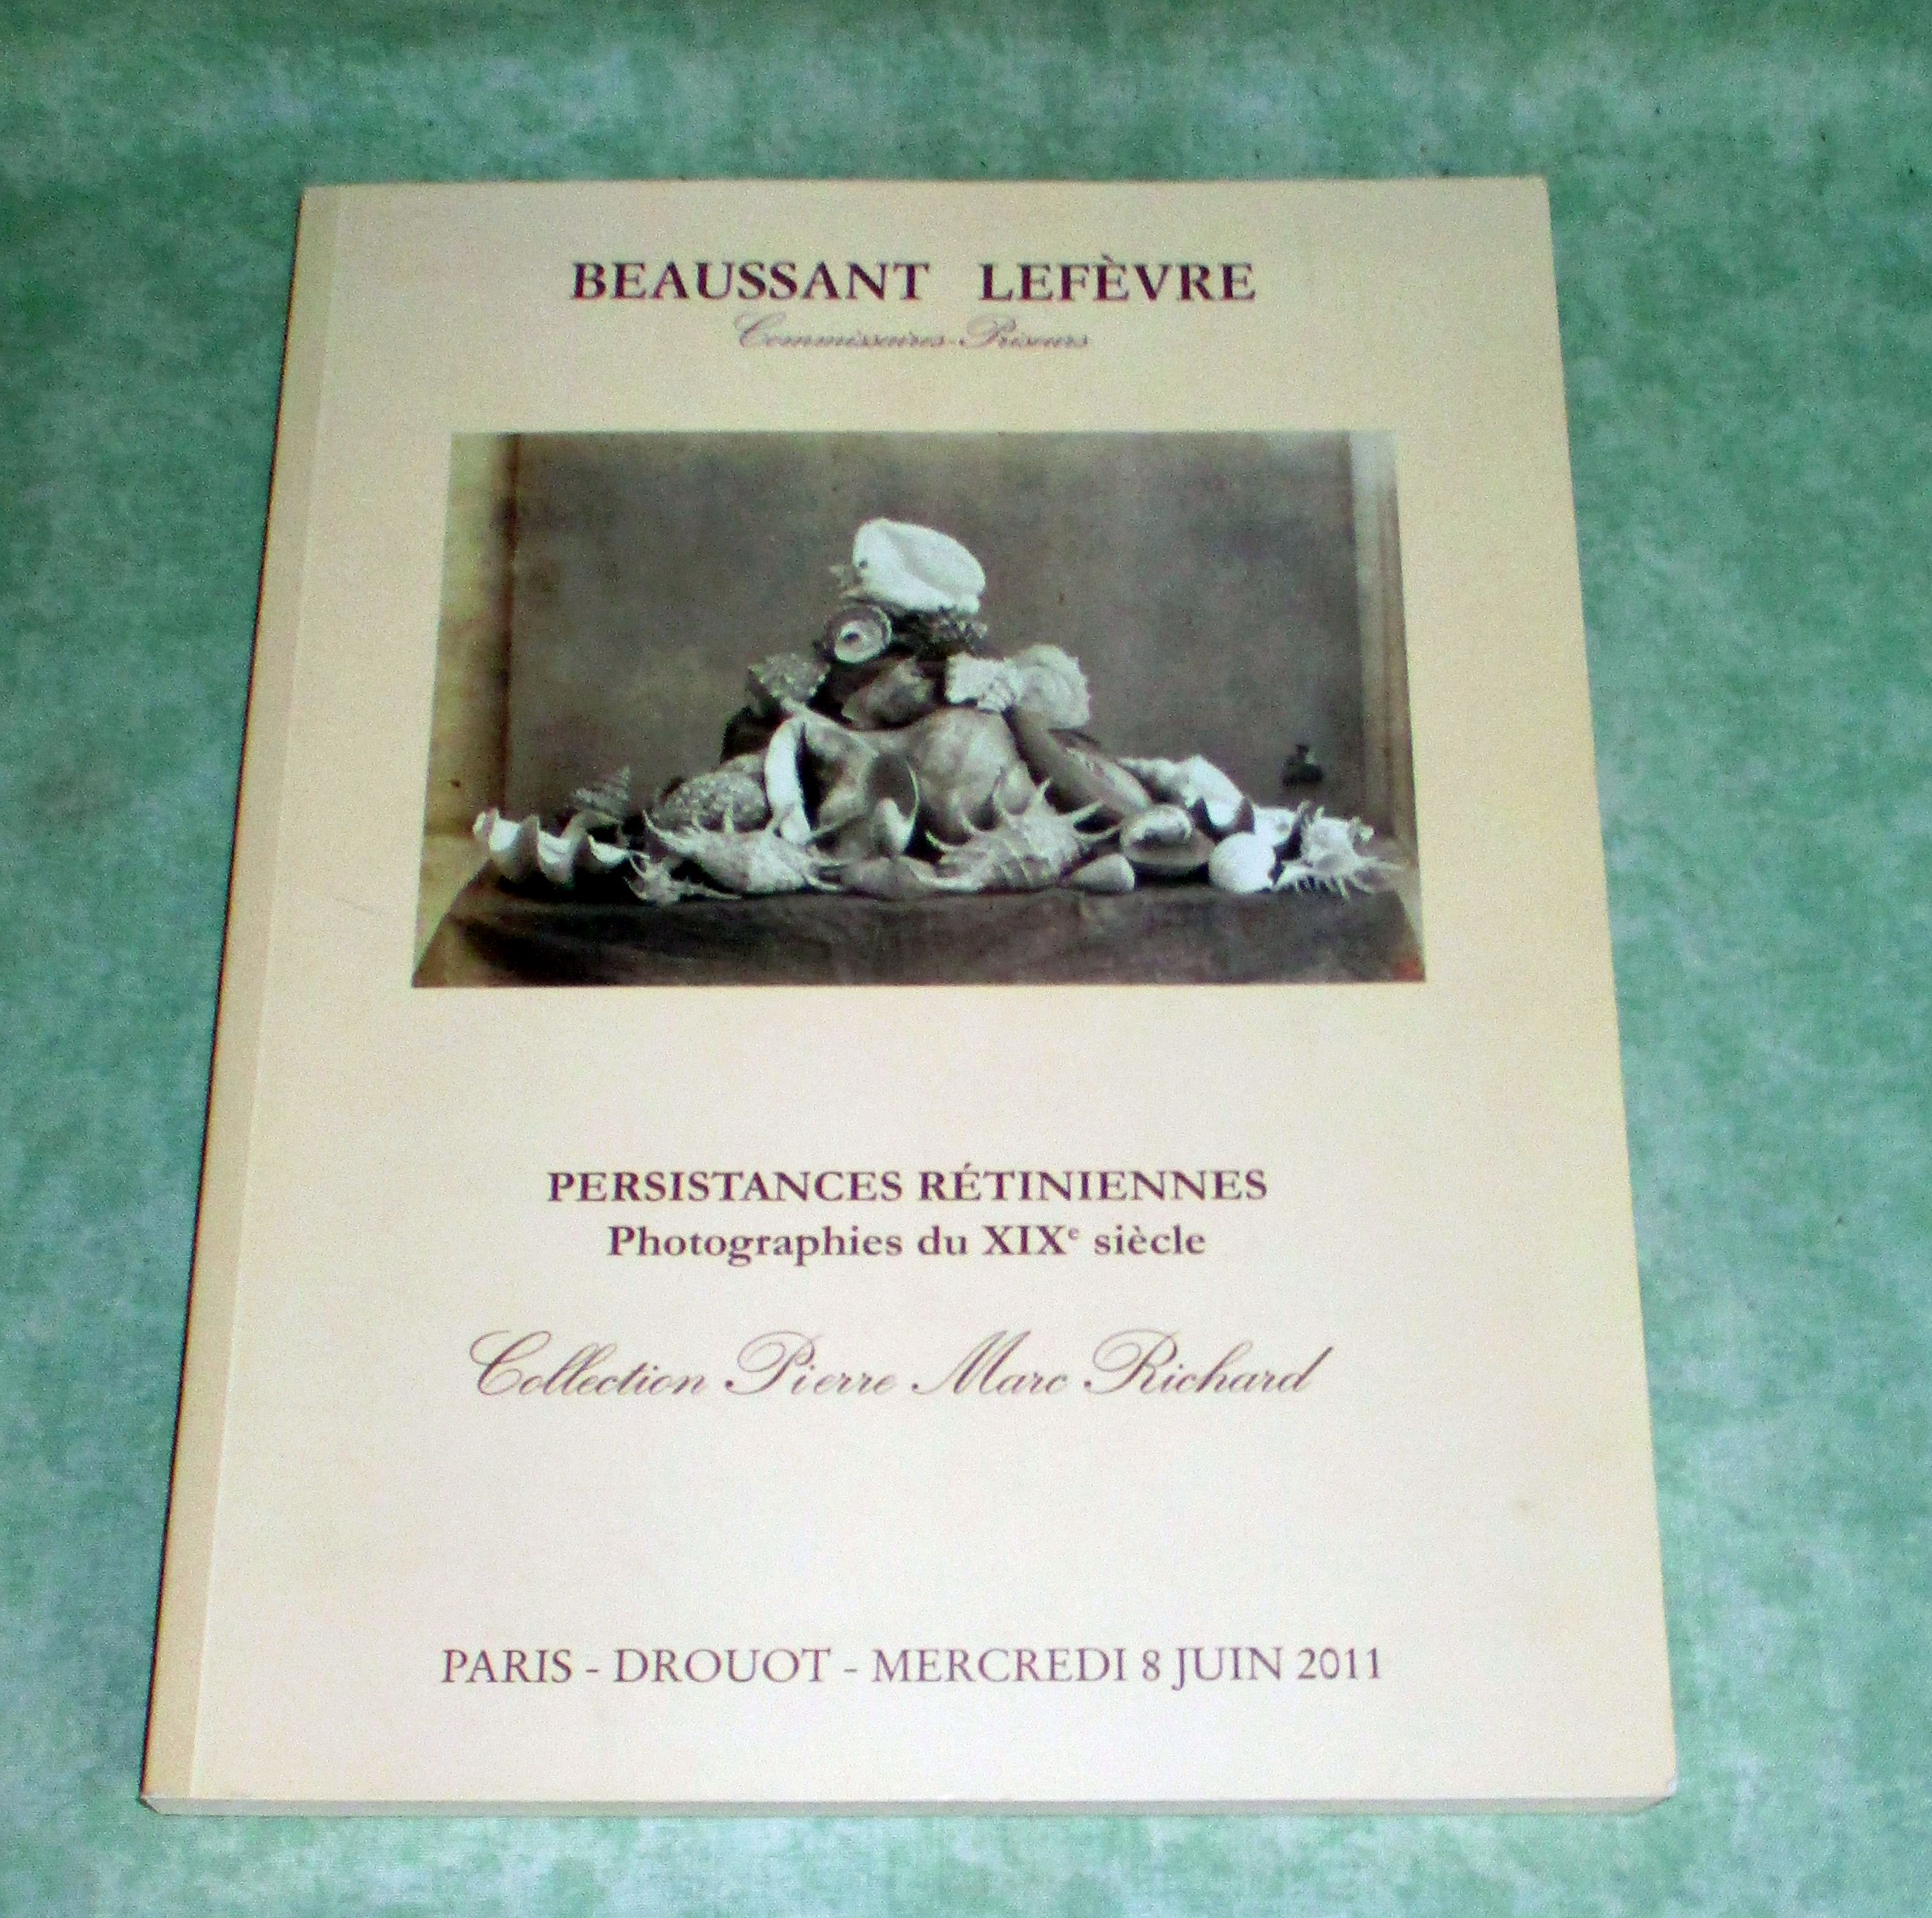 BEAUSSANT LEFÈVRE
Commissaires-Priseurs
PERSISTANCES RÉTINIENNES
Photographies du XIXe siècle
Collection Pierre Marc Richard
PARIS - DROUOT - MERCREDI 8 JUIN 2011